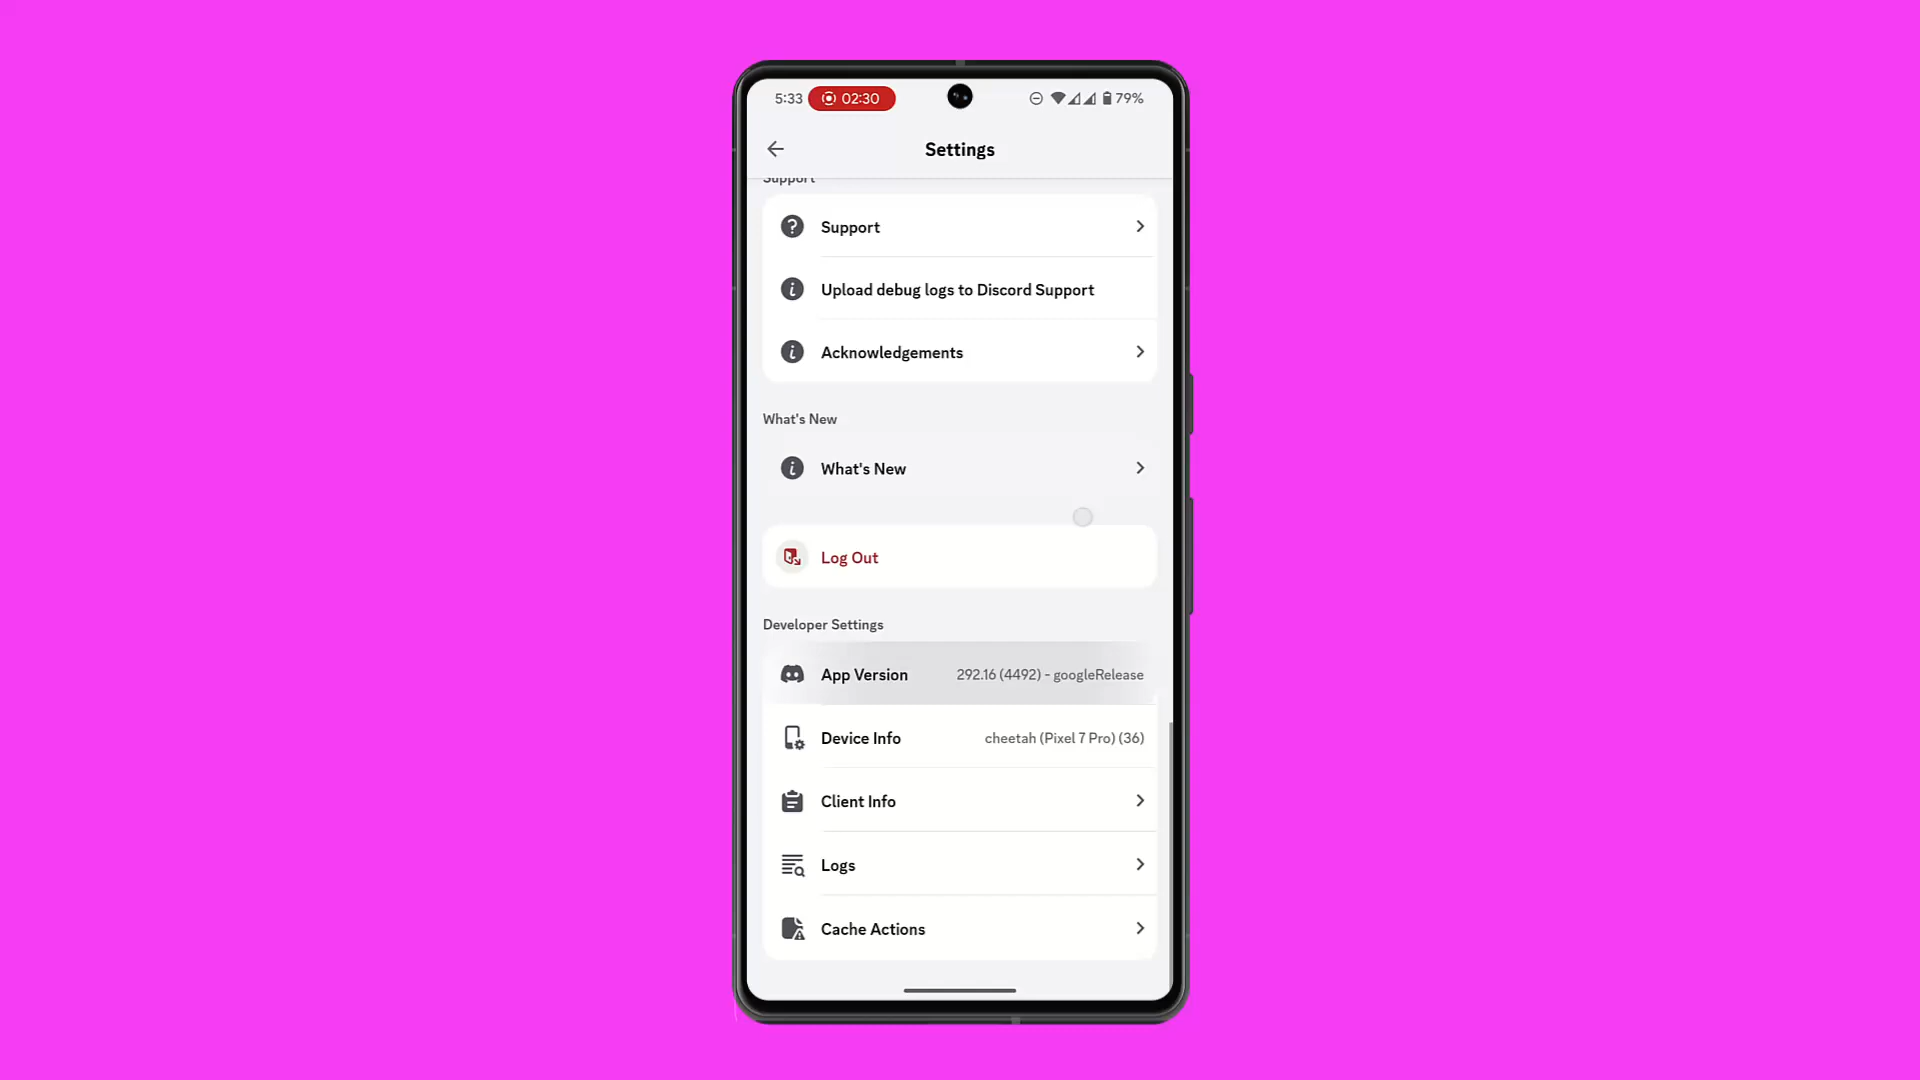 5:33 02:30 79%
Settings
Support
Support
Upload debug logs to Discord Support
Acknowledgements
What's New
What's New
Log Out
Developer Settings
App Version 292.16 (4492) - googleRelease
Device Info cheetah (Pixel 7 Pro) (36)
Client Info
Logs
Cache Actions